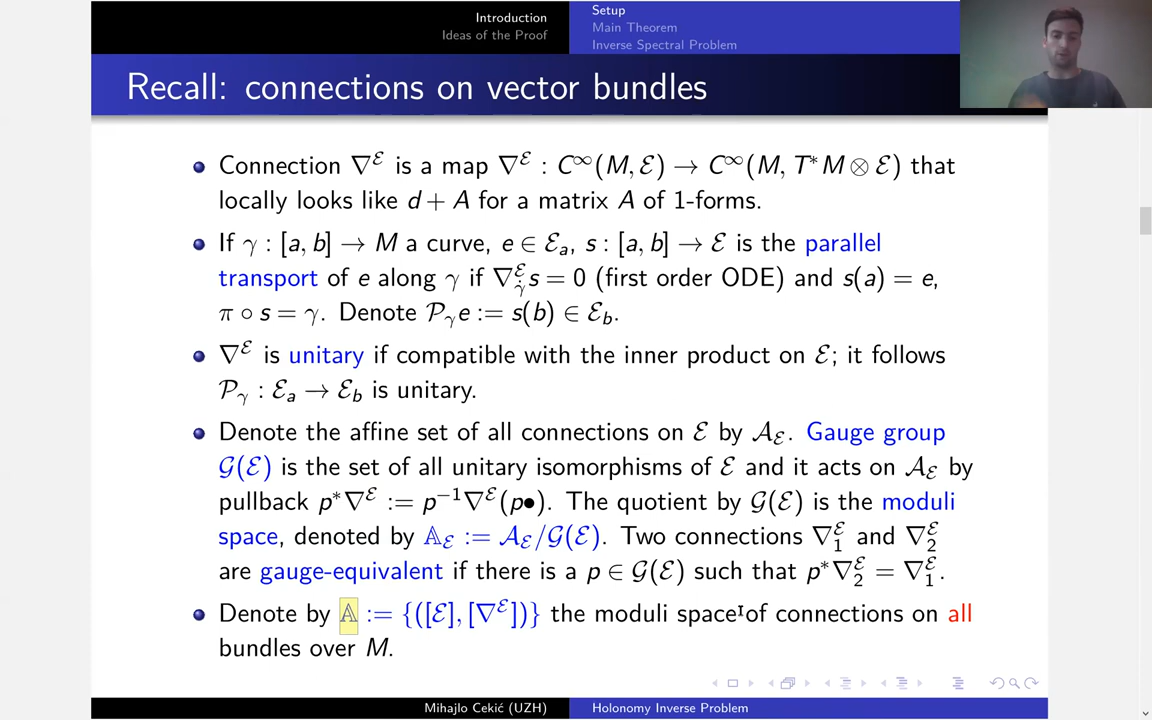 Introduction
Ideas of the Proof
Setup
Main Theorem
Inverse Spectral Problem
Recall: connections on vector bundles
Connection ∇^ℰ is a map ∇^ℰ : C^∞(M, ℰ) → C^∞(M, T*M ⊗ ℰ) that
locally looks like d + A for a matrix A of 1-forms.
If γ : [a, b] → M a curve, e ∈ ℰ_a, s : [a, b] → ℰ is the parallel
transport of e along γ if ∇^ℰ_γ̇ s = 0 (first order ODE) and s(a) = e,
π ∘ s = γ. Denote 𝒫_γ e := s(b) ∈ ℰ_b.
∇^ℰ is unitary if compatible with the inner product on ℰ; it follows
𝒫_γ : ℰ_a → ℰ_b is unitary.
Denote the affine set of all connections on ℰ by 𝒜_ℰ. Gauge group
𝒢(ℰ) is the set of all unitary isomorphisms of ℰ and it acts on 𝒜_ℰ by
pullback p*∇^ℰ := p^−1∇^ℰ(p•). The quotient by 𝒢(ℰ) is the moduli
space, denoted by 𝔸_ℰ := 𝒜_ℰ/𝒢(ℰ). Two connections ∇^ℰ_1 and ∇^ℰ_2
are gauge-equivalent if there is a p ∈ 𝒢(ℰ) such that p*∇^ℰ_2 = ∇^ℰ_1.
Denote by 𝔸 := {([ℰ], [∇^ℰ])} the moduli space of connections on all
bundles over M.
Mihajlo Cekić (UZH)
Holonomy Inverse Problem